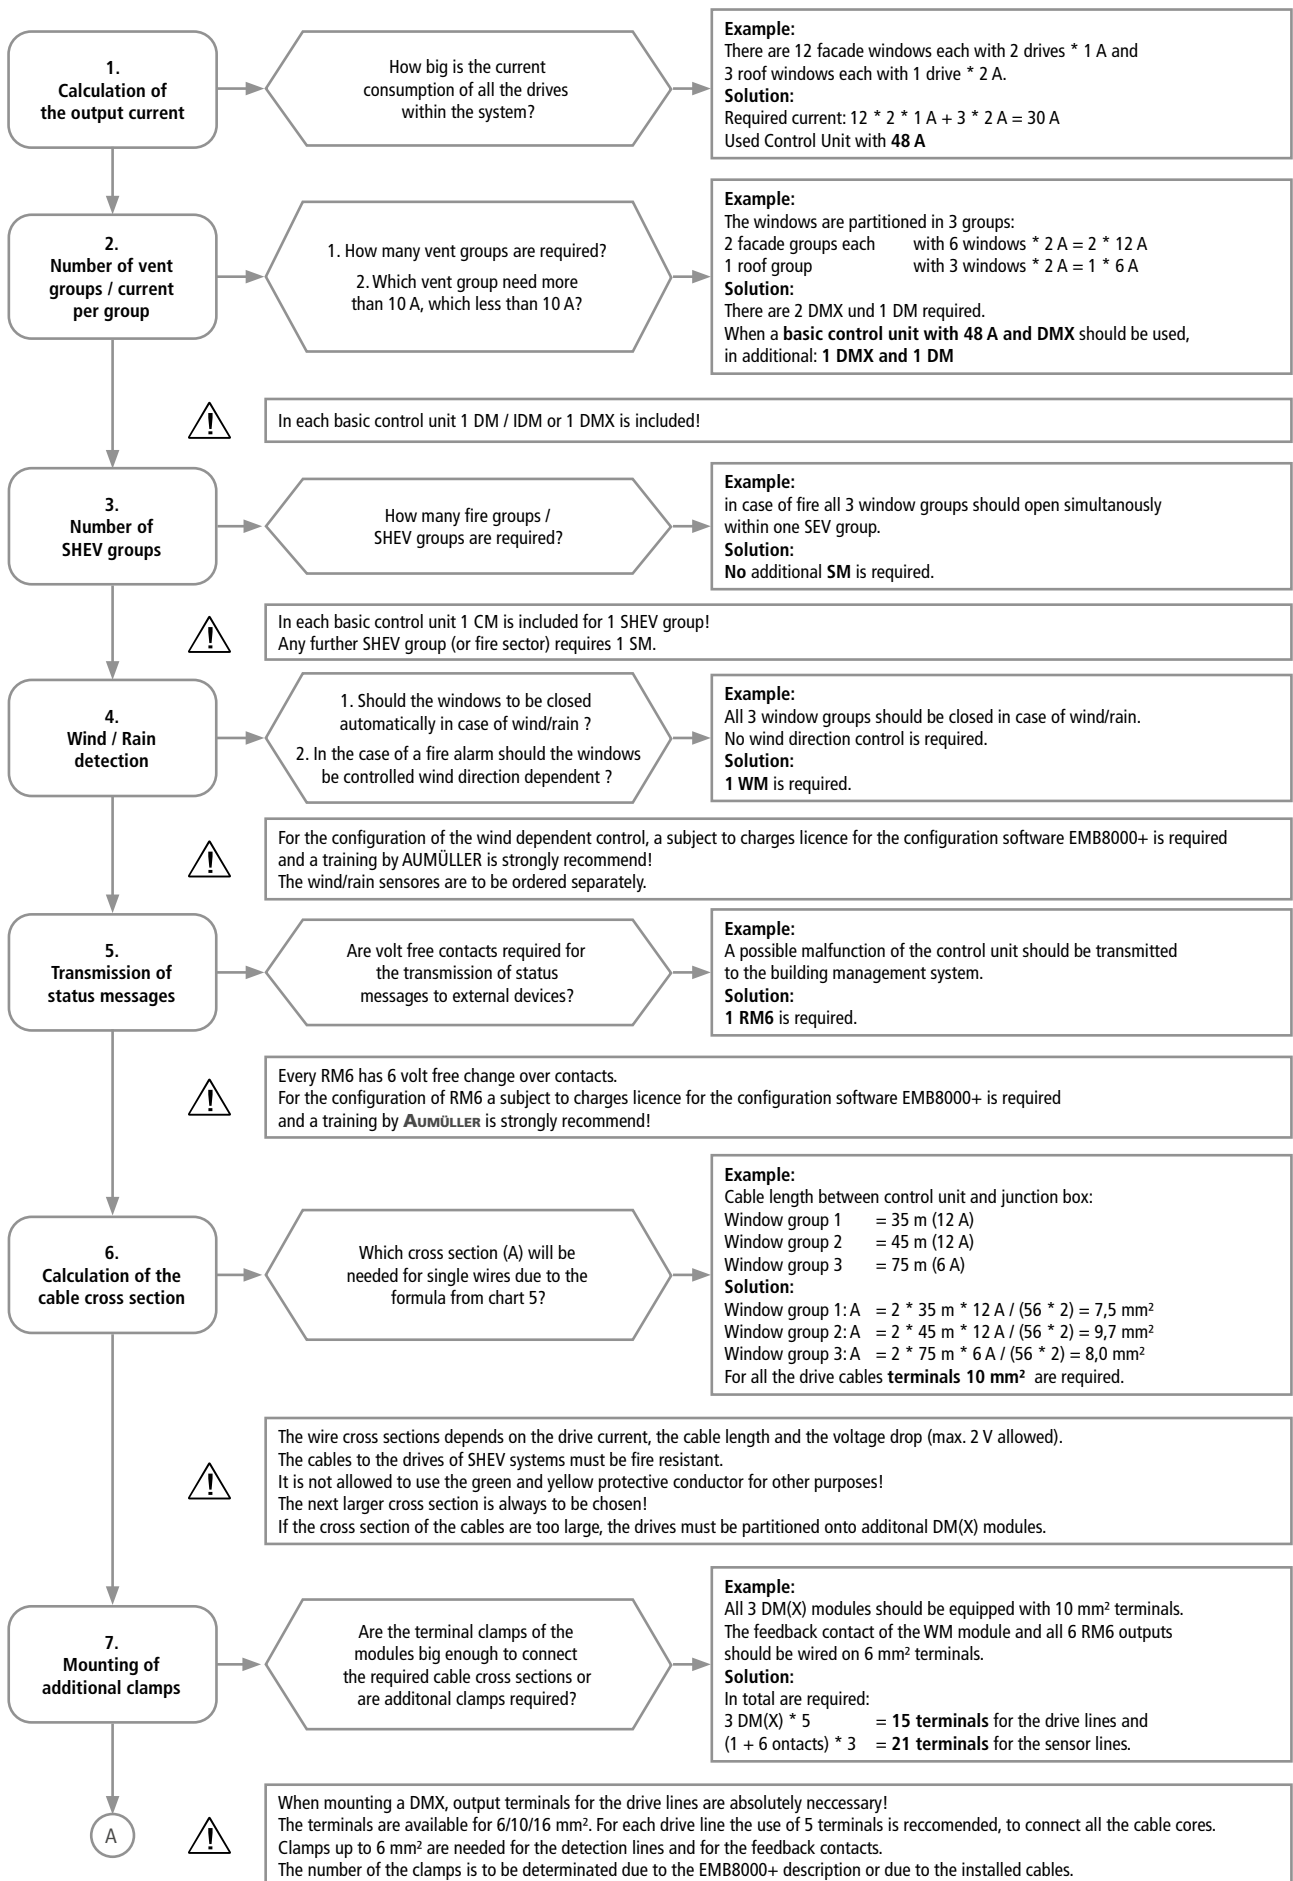 1.
Calculation of
the output current
How big is the current
consumption of all the drives
within the system?
Example:
There are 12 facade windows each with 2 drives * 1 A and
3 roof windows each with 1 drive * 2 A.
Solution:
Required current: 12 * 2 * 1 A + 3 * 2 A = 30 A
Used Control Unit with 48 A
2.
Number of vent
groups / current
per group
1. How many vent groups are required?
2. Which vent group need more
than 10 A, which less than 10 A?
Example:
The windows are partitioned in 3 groups:
2 facade groups each with 6 windows * 2 A = 2 * 12 A
1 roof group with 3 windows * 2 A = 1 * 6 A
Solution:
There are 2 DMX und 1 DM required.
When a basic control unit with 48 A and DMX should be used,
in additional: 1 DMX and 1 DM
In each basic control unit 1 DM / IDM or 1 DMX is included!
3.
Number of
SHEV groups
How many fire groups /
SHEV groups are required?
Example:
in case of fire all 3 window groups should open simultanously
within one SEV group.
Solution:
No additional SM is required.
In each basic control unit 1 CM is included for 1 SHEV group!
Any further SHEV group (or fire sector) requires 1 SM.
4.
Wind / Rain
detection
1. Should the windows to be closed
automatically in case of wind/rain ?
2. In the case of a fire alarm should the windows
be controlled wind direction dependent ?
Example:
All 3 window groups should be closed in case of wind/rain.
No wind direction control is required.
Solution:
1 WM is required.
For the configuration of the wind dependent control, a subject to charges licence for the configuration software EMB8000+ is required
and a training by AUMÜLLER is strongly recommend!
The wind/rain sensores are to be ordered separately.
5.
Transmission of
status messages
Are volt free contacts required for
the transmission of status
messages to external devices?
Example:
A possible malfunction of the control unit should be transmitted
to the building management system.
Solution:
1 RM6 is required.
Every RM6 has 6 volt free change over contacts.
For the configuration of RM6 a subject to charges licence for the configuration software EMB8000+ is required
and a training by AUMÜLLER is strongly recommend!
6.
Calculation of the
cable cross section
Which cross section (A) will be
needed for single wires due to the
formula from chart 5?
Example:
Cable length between control unit and junction box:
Window group 1 = 35 m (12 A)
Window group 2 = 45 m (12 A)
Window group 3 = 75 m (6 A)
Solution:
Window group 1: A = 2 * 35 m * 12 A / (56 * 2) = 7,5 mm²
Window group 2: A = 2 * 45 m * 12 A / (56 * 2) = 9,7 mm²
Window group 3: A = 2 * 75 m * 6 A / (56 * 2) = 8,0 mm²
For all the drive cables terminals 10 mm² are required.
The wire cross sections depends on the drive current, the cable length and the voltage drop (max. 2 V allowed).
The cables to the drives of SHEV systems must be fire resistant.
It is not allowed to use the green and yellow protective conductor for other purposes!
The next larger cross section is always to be chosen!
If the cross section of the cables are too large, the drives must be partitioned onto additonal DM(X) modules.
7.
Mounting of
additional clamps
Are the terminal clamps of the
modules big enough to connect
the required cable cross sections or
are additonal clamps required?
Example:
All 3 DM(X) modules should be equipped with 10 mm² terminals.
The feedback contact of the WM module and all 6 RM6 outputs
should be wired on 6 mm² terminals.
Solution:
In total are required:
3 DM(X) * 5 = 15 terminals for the drive lines and
(1 + 6 ontacts) * 3 = 21 terminals for the sensor lines.
A
When mounting a DMX, output terminals for the drive lines are absolutely neccessary!
The terminals are available for 6/10/16 mm². For each drive line the use of 5 terminals is reccomended, to connect all the cable cores.
Clamps up to 6 mm² are needed for the detection lines and for the feedback contacts.
The number of the clamps is to be determinated due to the EMB8000+ description or due to the installed cables.